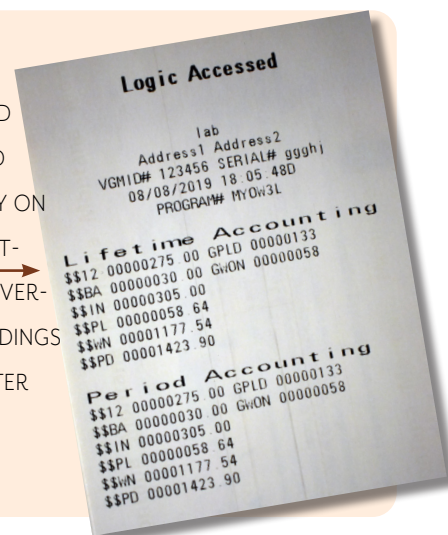 D
D
Y ON
T-
VER-
DINGS
TER
Logic Accessed
lab
Address1 Address2
VGMID# 123456 SERIAL# ggghj
08/08/2019 18:05:48D
PROGRAM# MYOW3L
Lifetime Accounting
$$12 00000275.00 GPLD 00000133
$$BA 00000030.00 GWON 00000058
$$IN 00000305.00
$$PL 00000058.64
$$WN 00001177.54
$$PD 00001423.90
Period Accounting
$$12 00000275.00 GPLD 00000133
$$BA 00000030.00 GWON 00000058
$$IN 00000305.00
$$PL 00000058.64
$$WN 00001177.54
$$PD 00001423.90